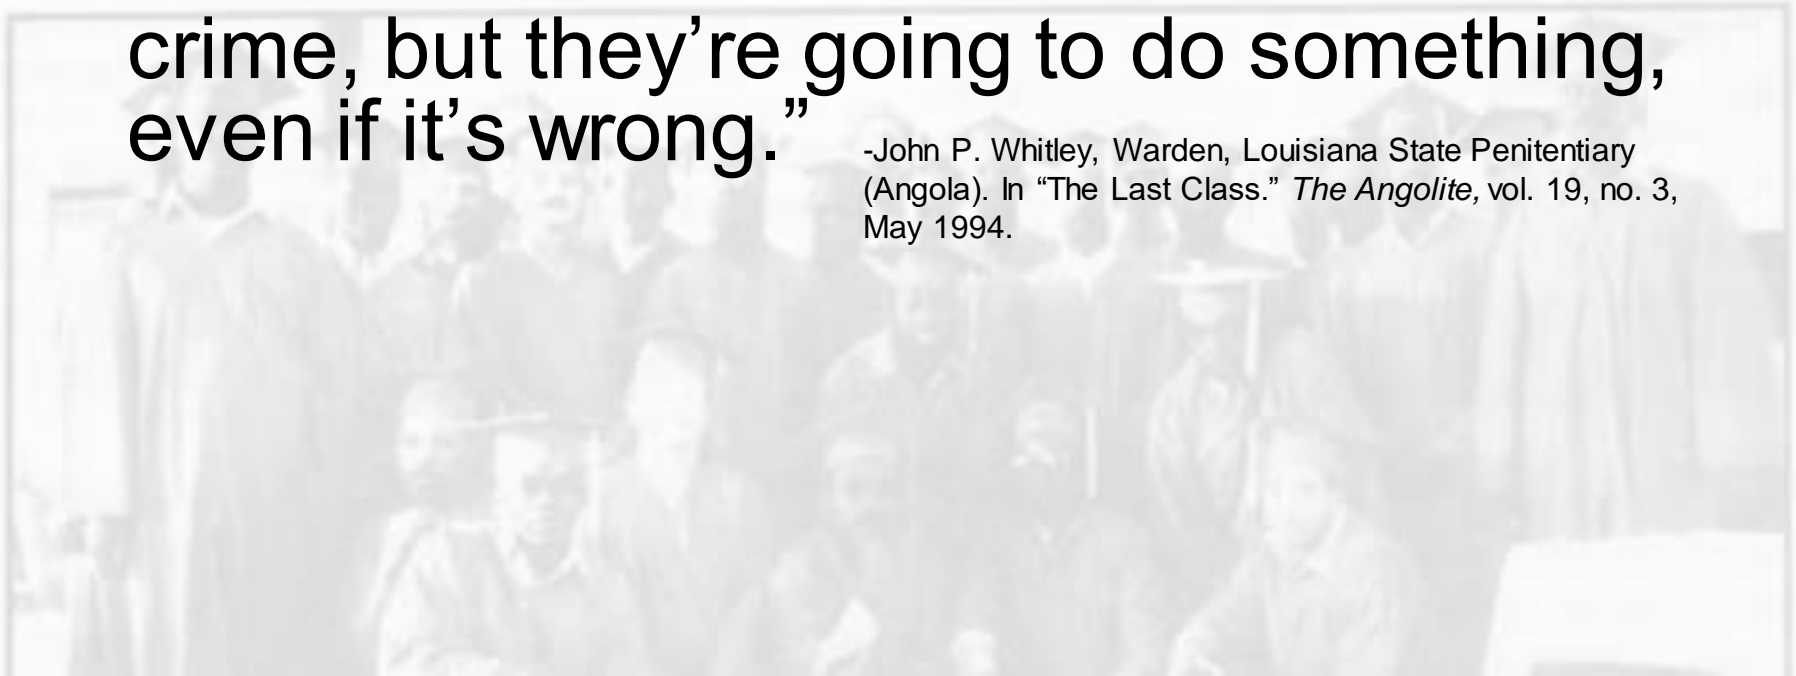 crime, but they’re going to do something,
even if it’s wrong.”
-John P. Whitley, Warden, Louisiana State Penitentiary
(Angola). In “The Last Class.” The Angolite, vol. 19, no. 3,
May 1994.